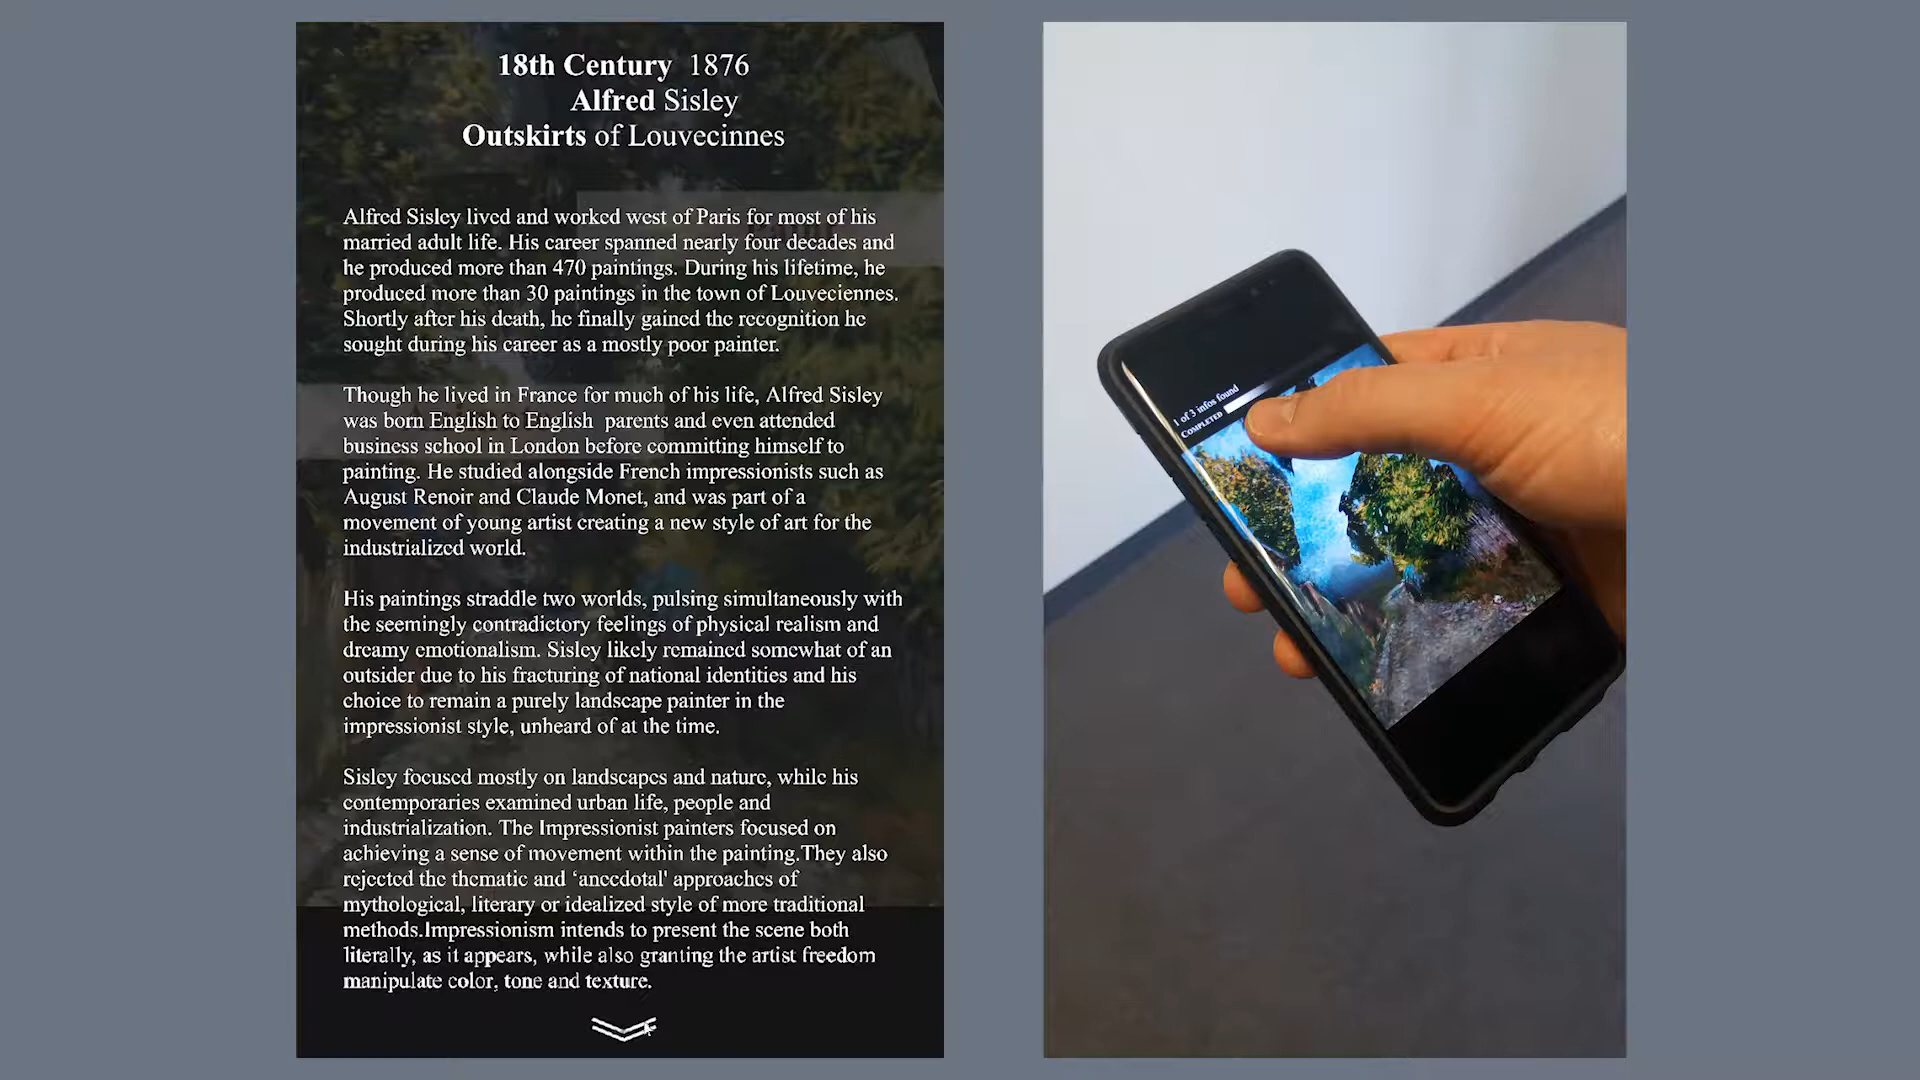 18th Century 1876
Alfred Sisley
Outskirts of Louvecinnes
Alfred Sisley lived and worked west of Paris for most of his
married adult life. His career spanned nearly four decades and
he produced more than 470 paintings. During his lifetime, he
produced more than 30 paintings in the town of Louveciennes.
Shortly after his death, he finally gained the recognition he
sought during his career as a mostly poor painter.
Though he lived in France for much of his life, Alfred Sisley
was born English to English parents and even attended
business school in London before committing himself to
painting. He studied alongside French impressionists such as
August Renoir and Claude Monet, and was part of a
movement of young artist creating a new style of art for the
industrialized world.
His paintings straddle two worlds, pulsing simultaneously with
the seemingly contradictory feelings of physical realism and
dreamy emotionalism. Sisley likely remained somewhat of an
outsider due to his fracturing of national identities and his
choice to remain a purely landscape painter in the
impressionist style, unheard of at the time.
Sisley focused mostly on landscapes and nature, while his
contemporaries examined urban life, people and
industrialization. The Impressionist painters focused on
achieving a sense of movement within the painting.They also
rejected the thematic and ‘anecdotal' approaches of
mythological, literary or idealized style of more traditional
methods.Impressionism intends to present the scene both
literally, as it appears, while also granting the artist freedom
manipulate color, tone and texture.
1 of 3 infos found
COMPLETED